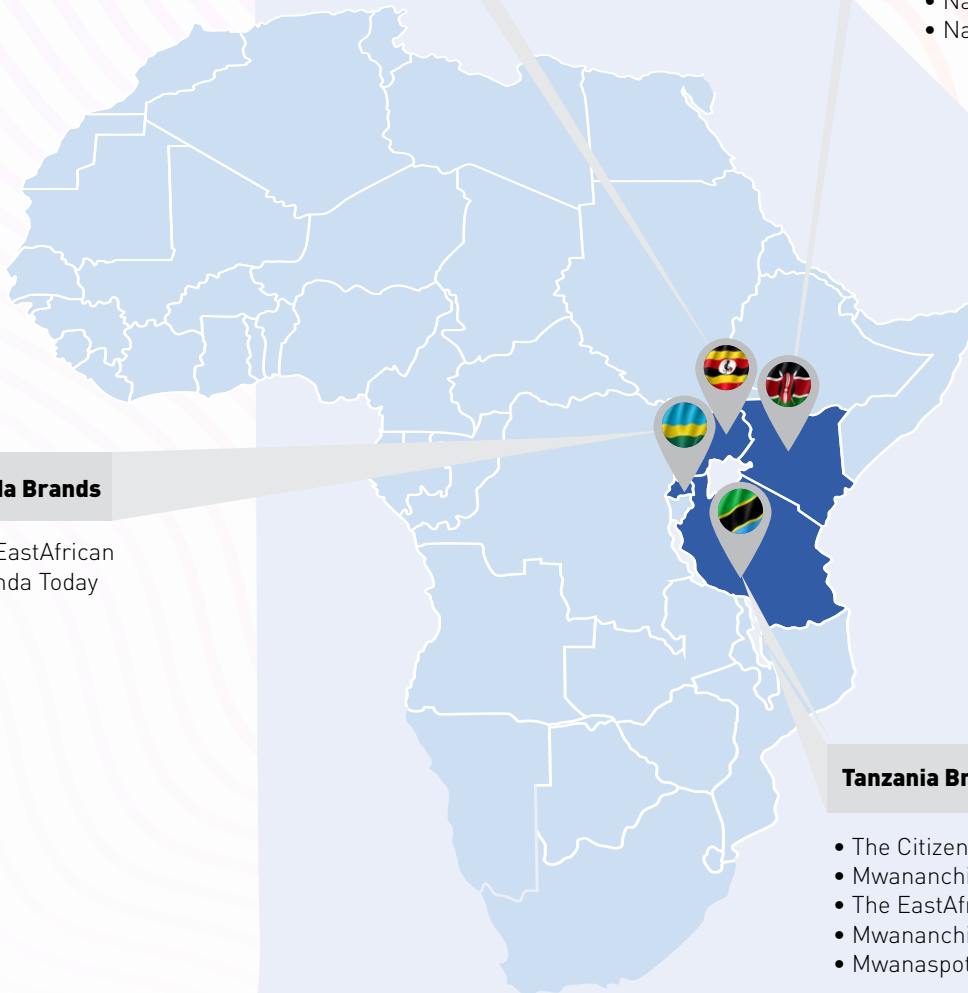 • Na
• Na
da Brands
EastAfrican
nda Today
Tanzania Br
• The Citizen
• Mwananchi
• The EastAfr
• Mwananchi
• Mwanaspot